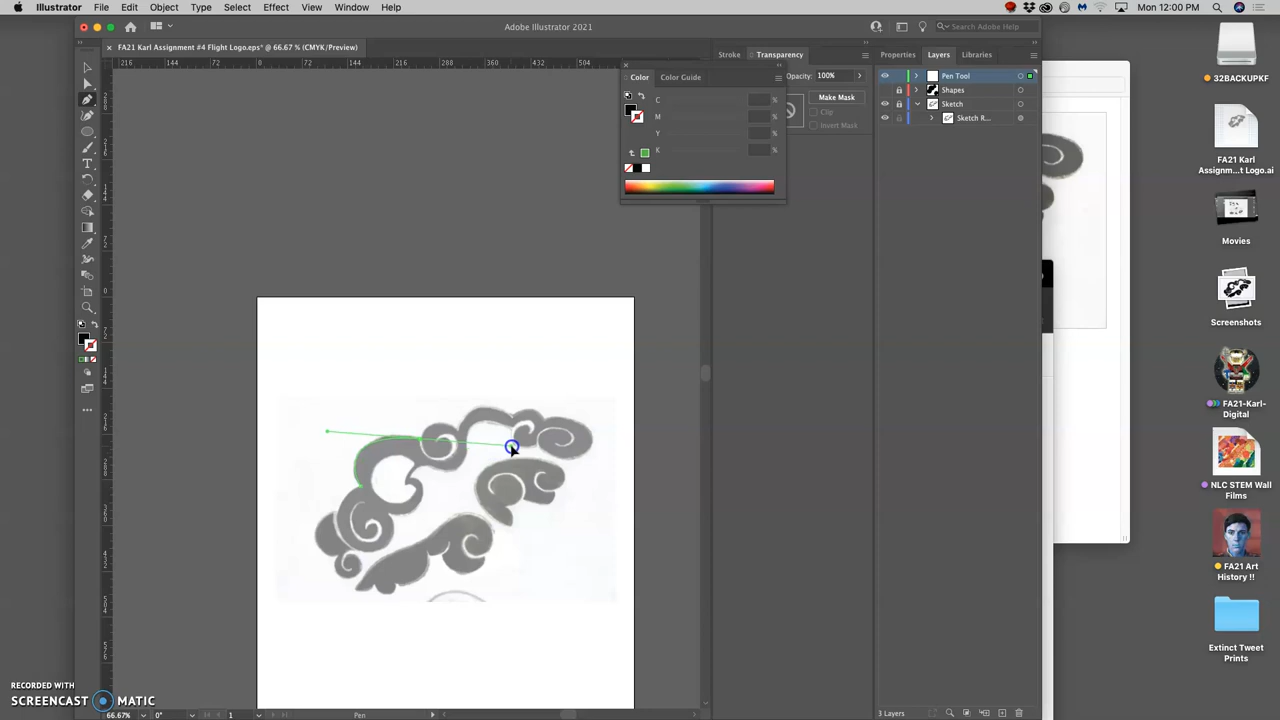 Illustrator File Edit Object Type Select Effect View Window Help Mon 12:00 PM
Adobe Illustrator 2021
Search Adobe Help
FA21 Karl Assignment #4 Flight Logo.eps* @ 66.67 % (CMYK/Preview)
216 144 72 0 72 144 216 288 360 432 504
Stroke Transparency
Color Color Guide
Opacity: 100%
Make Mask
Clip
Invert Mask
C %
M %
Y %
K %
Properties Layers Libraries
Pen Tool
Shapes
Sketch
Sketch R...
32BACKUPKF
FA21 Karl
Assignm...t Logo.ai
Movies
Screenshots
FA21-Karl-
Digital
NLC STEM Wall
Films
FA21 Art
History !!
Extinct Tweet
Prints
RECORDED WITH
SCREENCAST MATIC
66.67% 0° 1 Pen
3 Layers